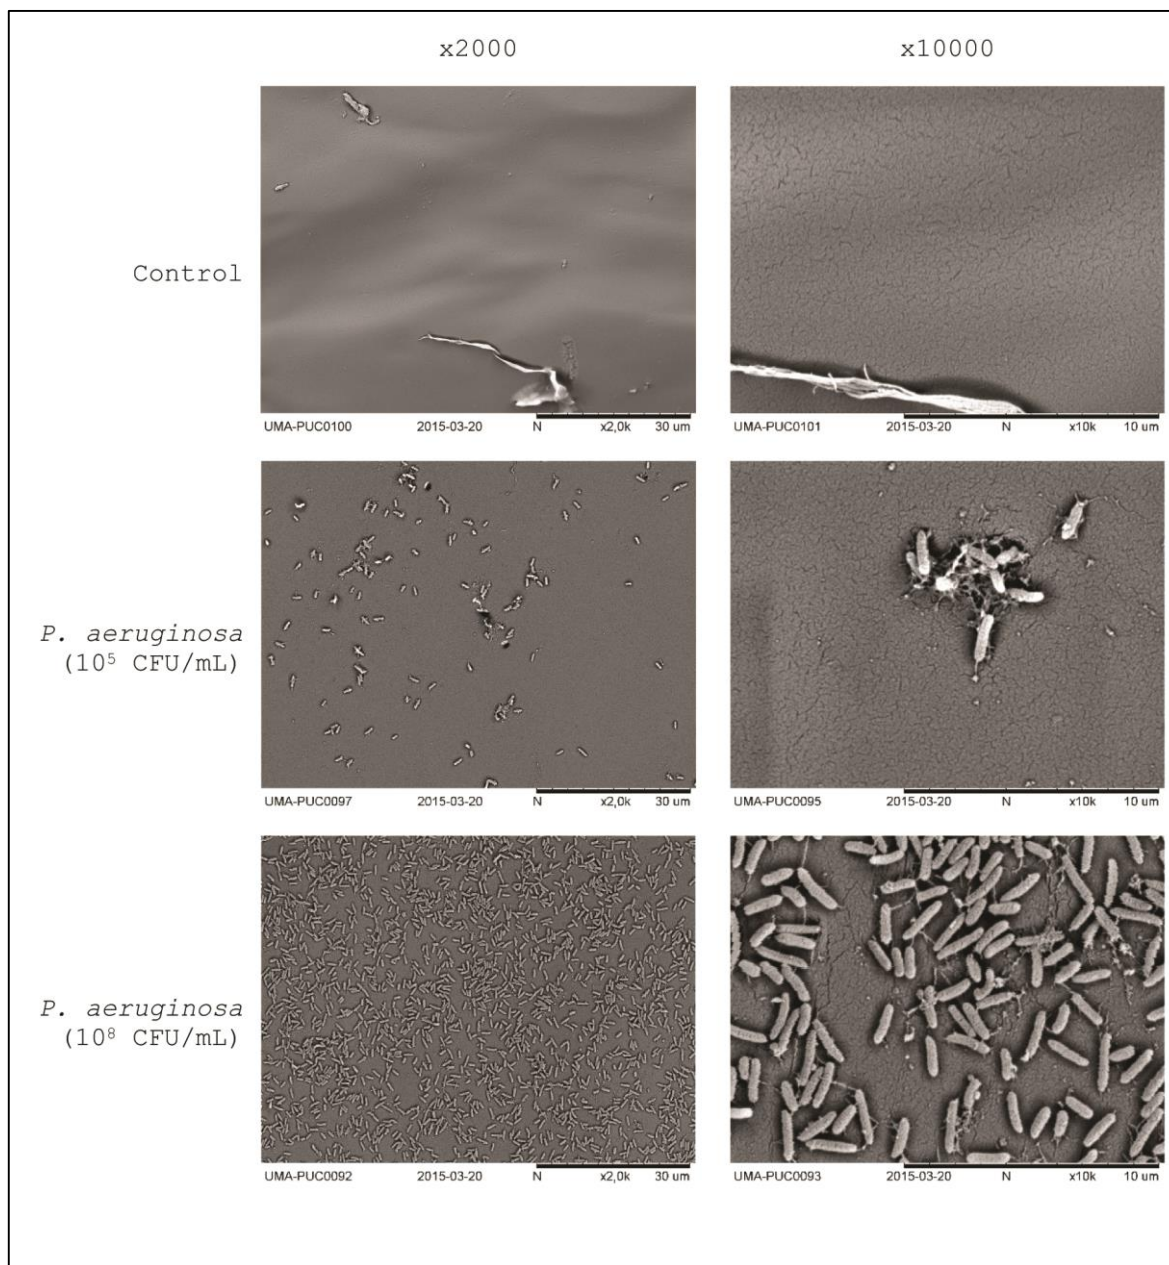 x2000 x10000
Control
UMA-PUC0100 2015-03-20 N x2,0k 30 um
UMA-PUC0101 2015-03-20 N x10k 10 um
P. aeruginosa
(10⁵ CFU/mL)
UMA-PUC0097 2015-03-20 N x2,0k 30 um
UMA-PUC0095 2015-03-20 N x10k 10 um
P. aeruginosa
(10⁸ CFU/mL)
UMA-PUC0092 2015-03-20 N x2,0k 30 um
UMA-PUC0093 2015-03-20 N x10k 10 um